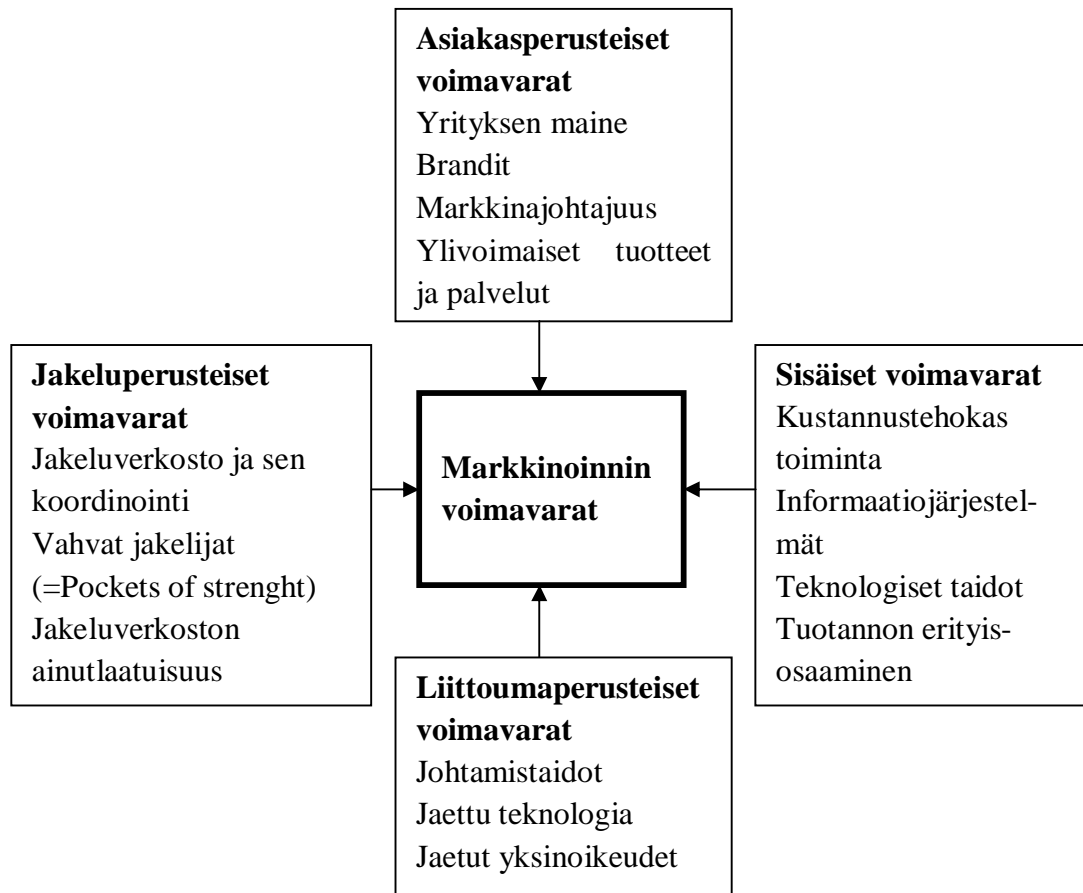 Asiakasperusteiset
voimavarat
Yrityksen maine
Brandit
Markkinajohtajuus
Ylivoimaiset tuotteet
ja palvelut
Jakeluperusteiset
voimavarat
Jakeluverkosto ja sen
koordinointi
Vahvat jakelijat
(=Pockets of strenght)
Jakeluverkoston
ainutlaatuisuus
Markkinoinnin
voimavarat
Sisäiset voimavarat
Kustannustehokas
toiminta
Informaatiojärjestel-
mät
Teknologiset taidot
Tuotannon erityis-
osaaminen
Liittoumaperusteiset
voimavarat
Johtamistaidot
Jaettu teknologia
Jaetut yksinoikeudet